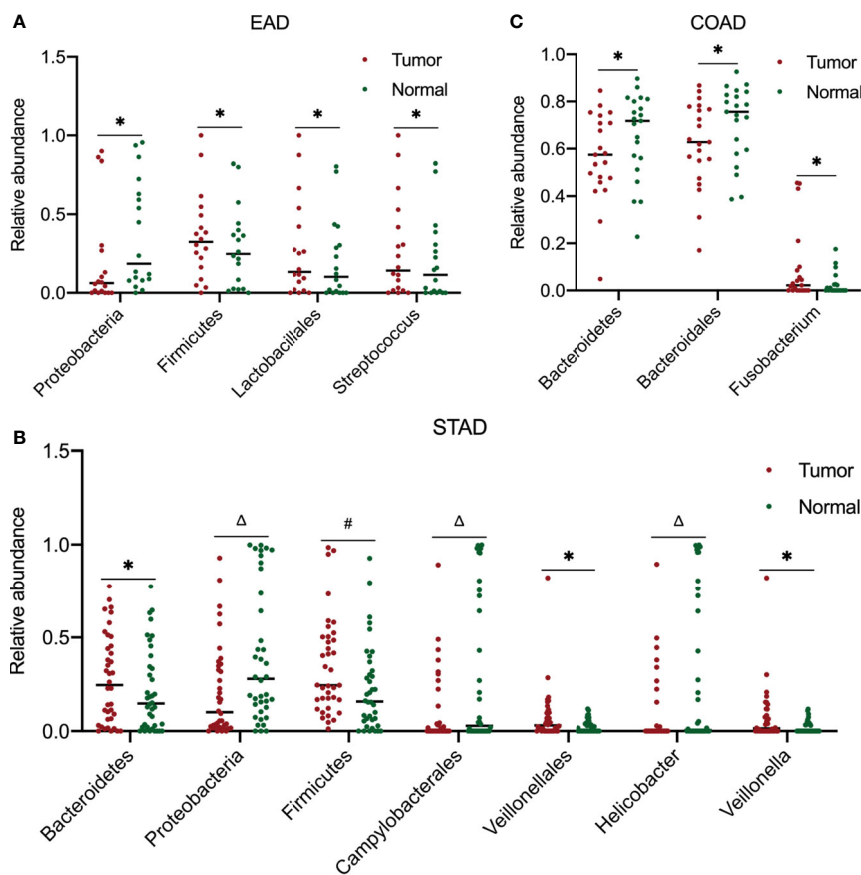 A
EAD
Tumor
Normal
Relative abundance
1.5
1.0
0.5
0.0
*
*
*
*
Proteobacteria
Firmicutes
Lactobacillales
Streptococcus
C
COAD
Tumor
Normal
Relative abundance
1.0
0.8
0.6
0.4
0.2
0.0
*
*
*
Bacteroidetes
Bacteroidales
Fusobacterium
B
STAD
Tumor
Normal
Relative abundance
1.5
1.0
0.5
0.0
*
Δ
#
Δ
*
Δ
*
Bacteroidetes
Proteobacteria
Firmicutes
Campylobacterales
Veillonellales
Helicobacter
Veillonella